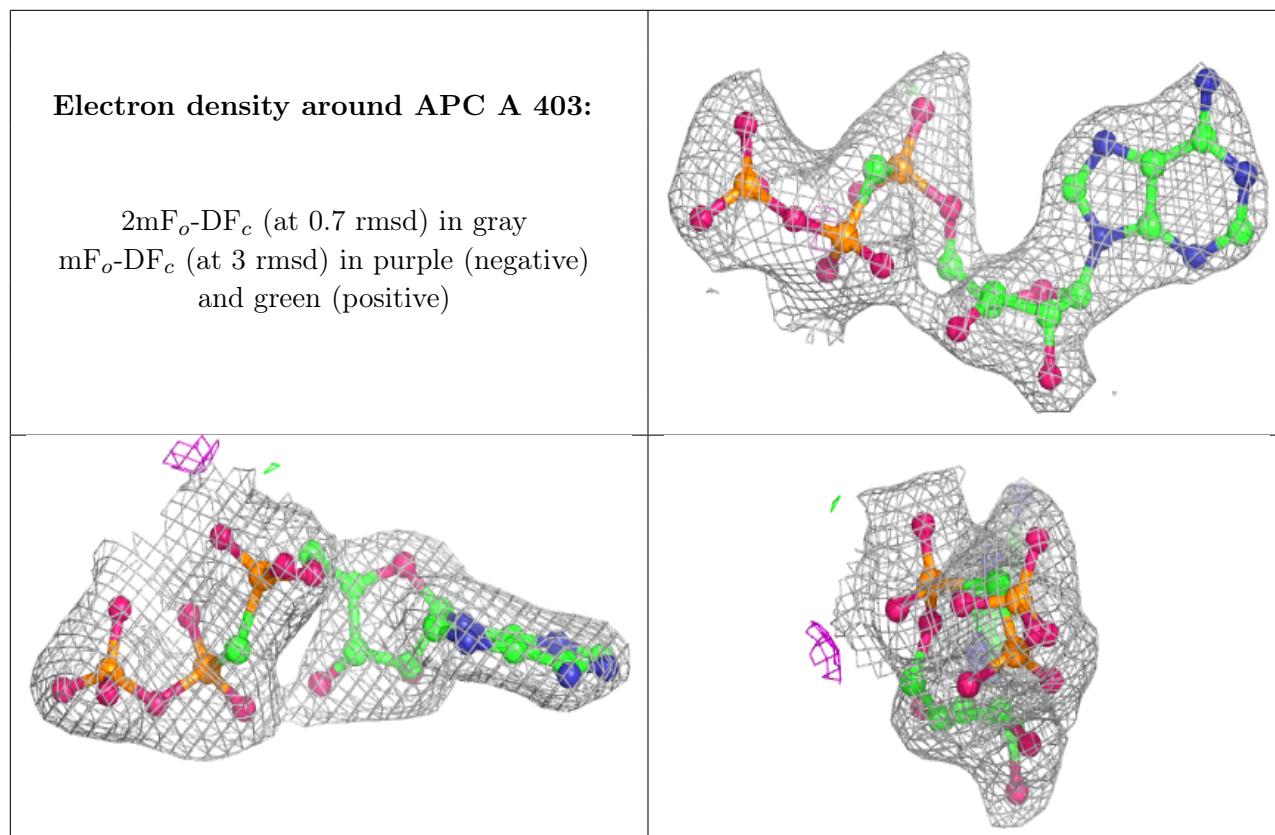 Electron density around APC A 403:
2mFo-DFc (at 0.7 rmsd) in gray
mFo-DFc (at 3 rmsd) in purple (negative)
and green (positive)